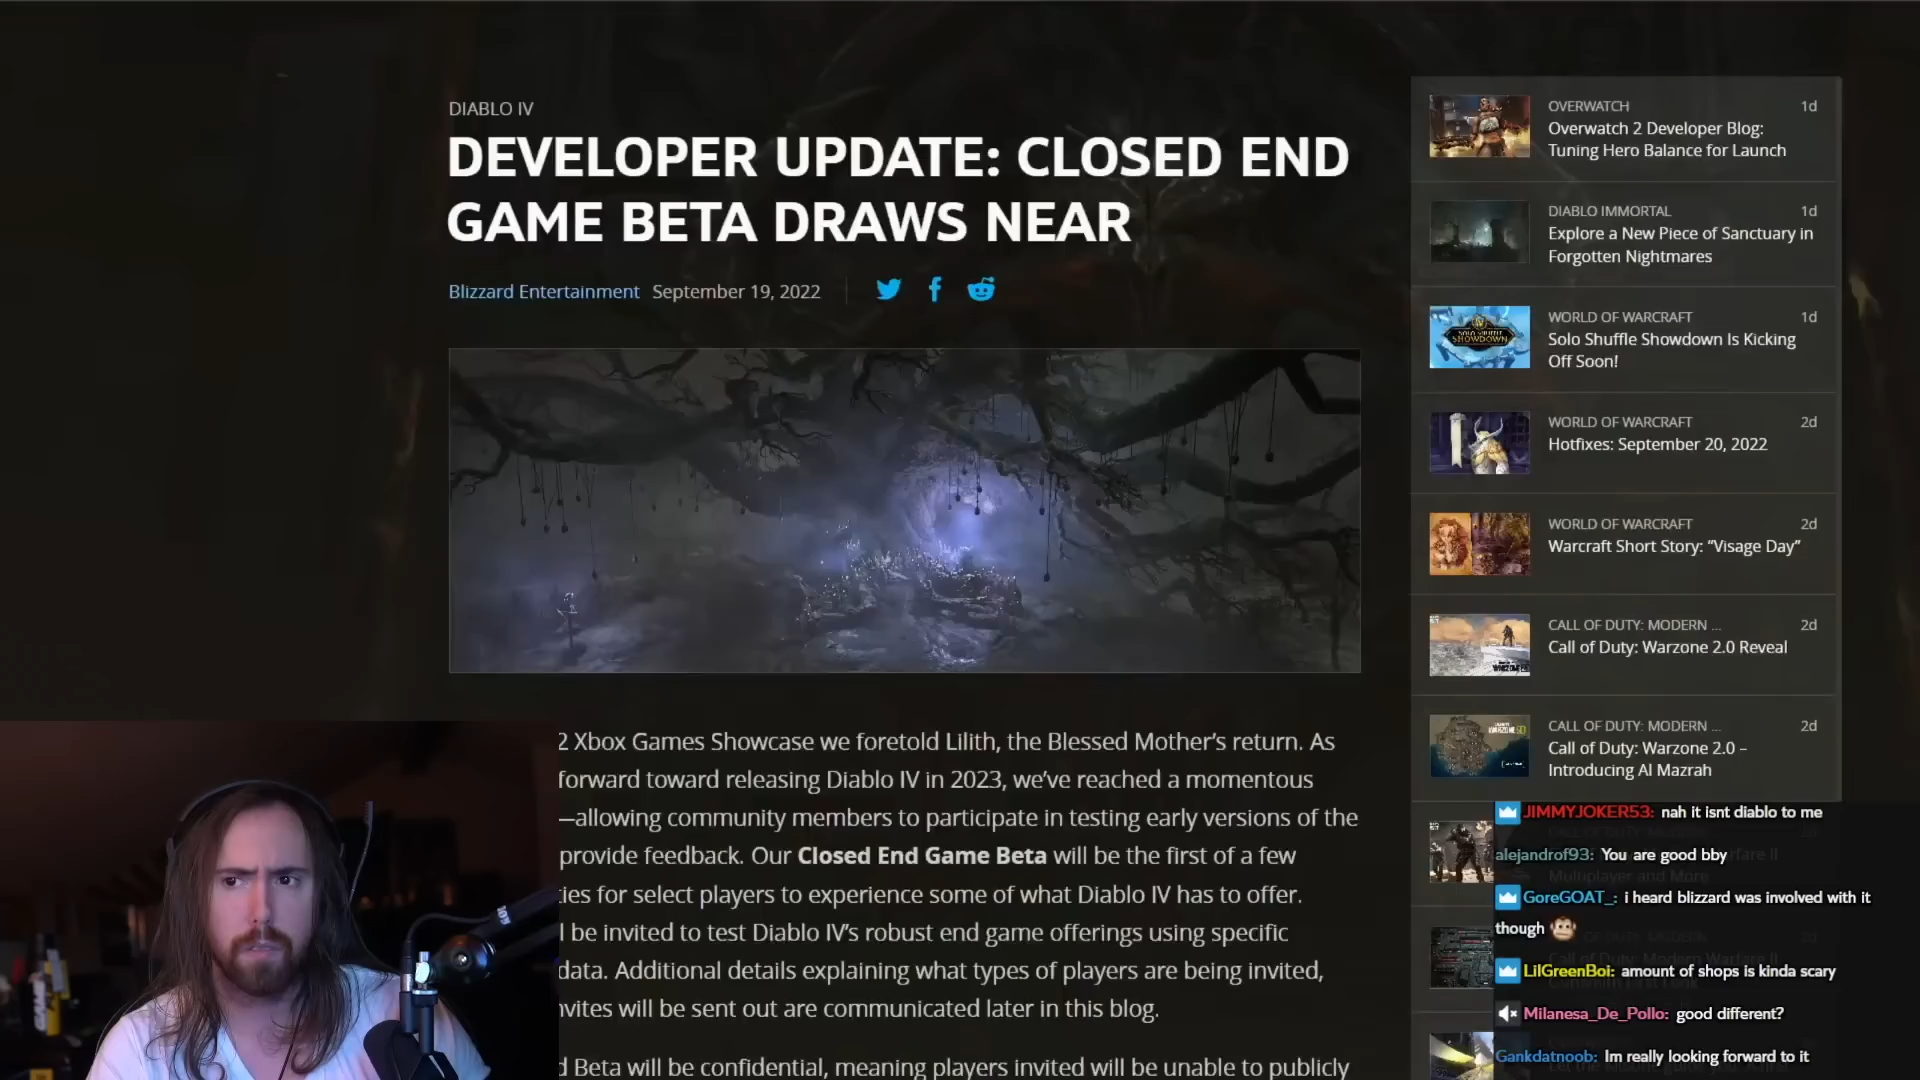 DIABLO IV
DEVELOPER UPDATE: CLOSED END
GAME BETA DRAWS NEAR
Blizzard Entertainment September 19, 2022
2 Xbox Games Showcase we foretold Lilith, the Blessed Mother's return. As
forward toward releasing Diablo IV in 2023, we've reached a momentous
—allowing community members to participate in testing early versions of the
provide feedback. Our Closed End Game Beta will be the first of a few
ties for select players to experience some of what Diablo IV has to offer.
l be invited to test Diablo IV's robust end game offerings using specific
data. Additional details explaining what types of players are being invited,
nvites will be sent out are communicated later in this blog.
d Beta will be confidential, meaning players invited will be unable to publicly
OVERWATCH 1d
Overwatch 2 Developer Blog:
Tuning Hero Balance for Launch
DIABLO IMMORTAL 1d
Explore a New Piece of Sanctuary in
Forgotten Nightmares
WORLD OF WARCRAFT 1d
Solo Shuffle Showdown Is Kicking
Off Soon!
SOLO SHUFFLE
SHOWDOWN
WORLD OF WARCRAFT 2d
Hotfixes: September 20, 2022
WORLD OF WARCRAFT 2d
Warcraft Short Story: "Visage Day"
CALL OF DUTY: MODERN ... 2d
Call of Duty: Warzone 2.0 Reveal
CALL OF DUTY: MODERN ... 2d
Call of Duty: Warzone 2.0 –
Introducing Al Mazrah
JIMMYJOKER53: nah it isnt diablo to me
alejandrof93: You are good bby
Multiplayer and More
GoreGOAT_: i heard blizzard was involved with it
though
LilGreenBoi: amount of shops is kinda scary
Milanesa_De_Pollo: good different?
Gankdatnoob: Im really looking forward to it